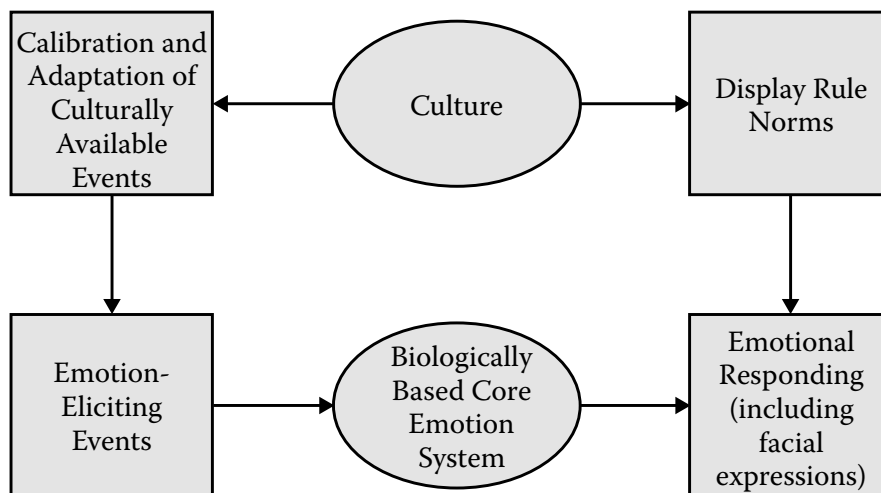 Calibration and
Adaptation of
Culturally
Available
Events
Culture
Display Rule
Norms
Emotion-
Eliciting
Events
Biologically
Based Core
Emotion
System
Emotional
Responding
(including
facial
expressions)